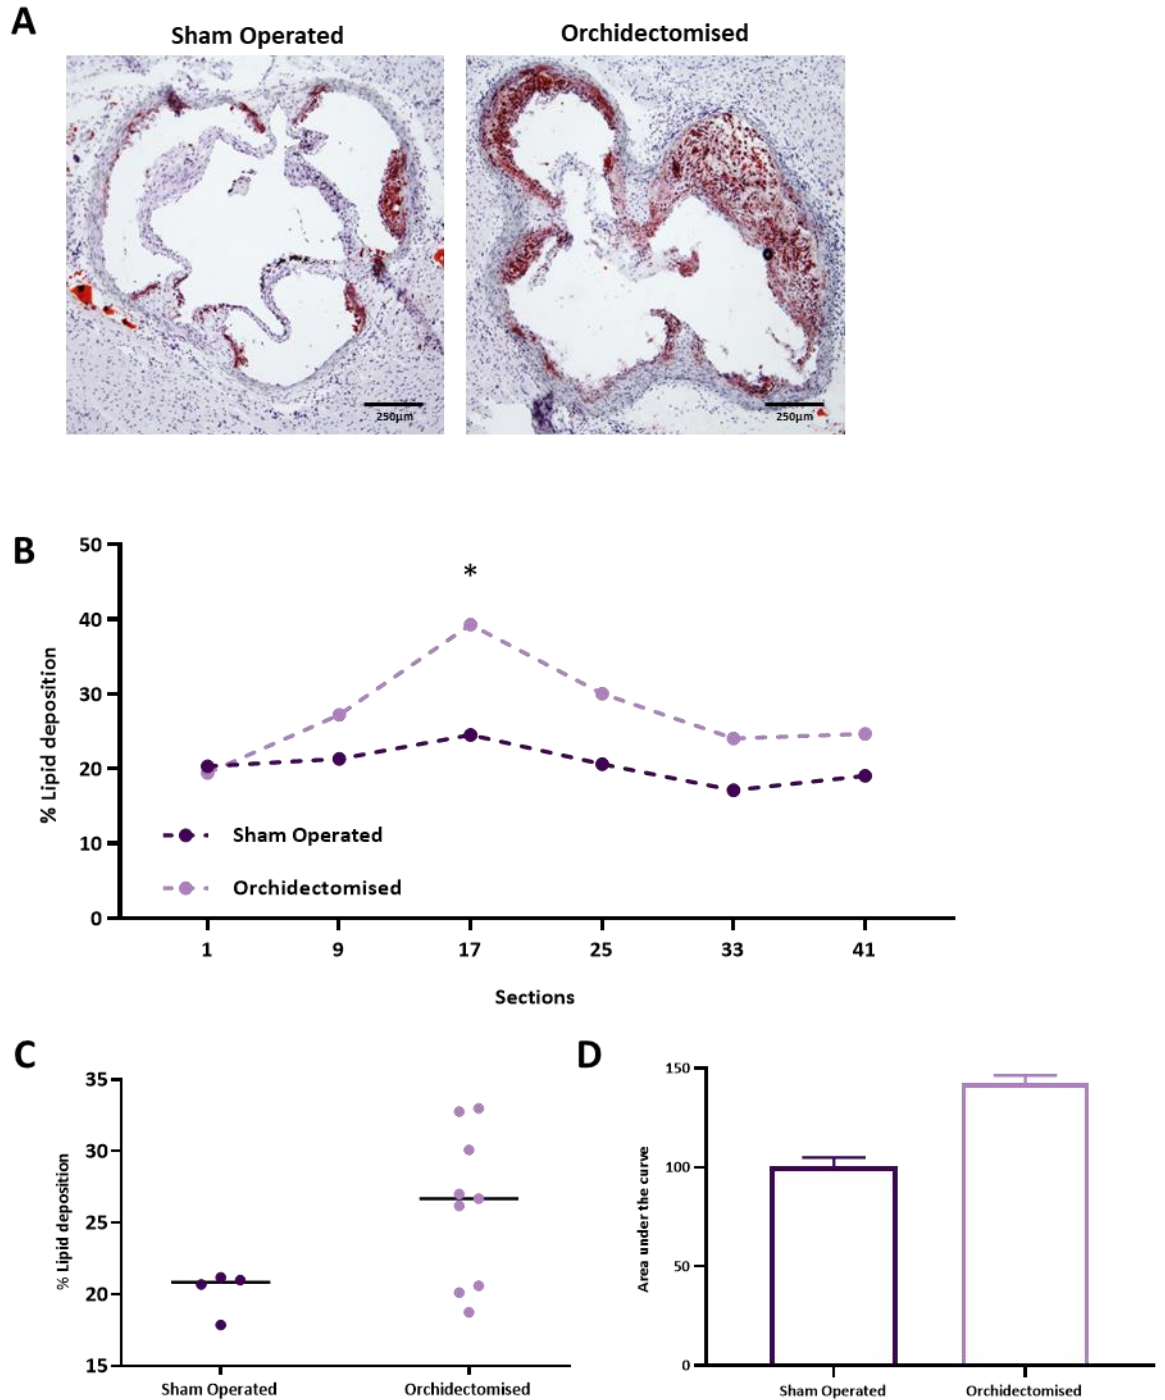 A
Sham Operated
Orchidectomised
250µm
250µm
B
50
40
30
20
10
0
% Lipid deposition
*
Sham Operated
Orchidectomised
1 9 17 25 33 41
Sections
C
35
30
25
20
15
% Lipid deposition
Sham Operated Orchidectomised
D
150
100
50
0
Area under the curve
Sham Operated Orchidectomised